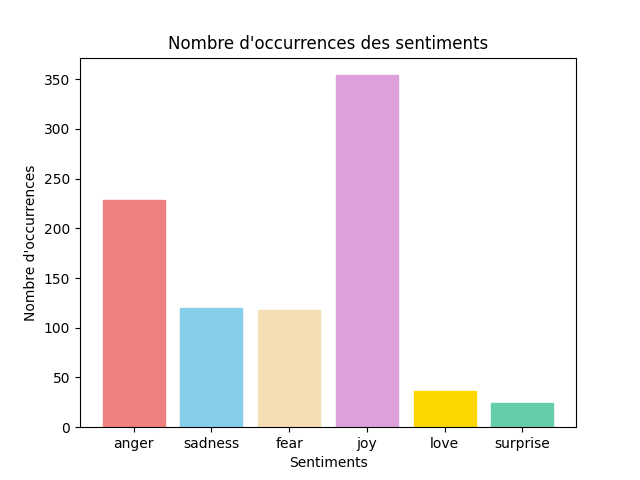 Nombre d'occurrences des sentiments
Nombre d'occurrences
350
300
250
200
150
100
50
0
anger sadness fear joy love surprise
Sentiments